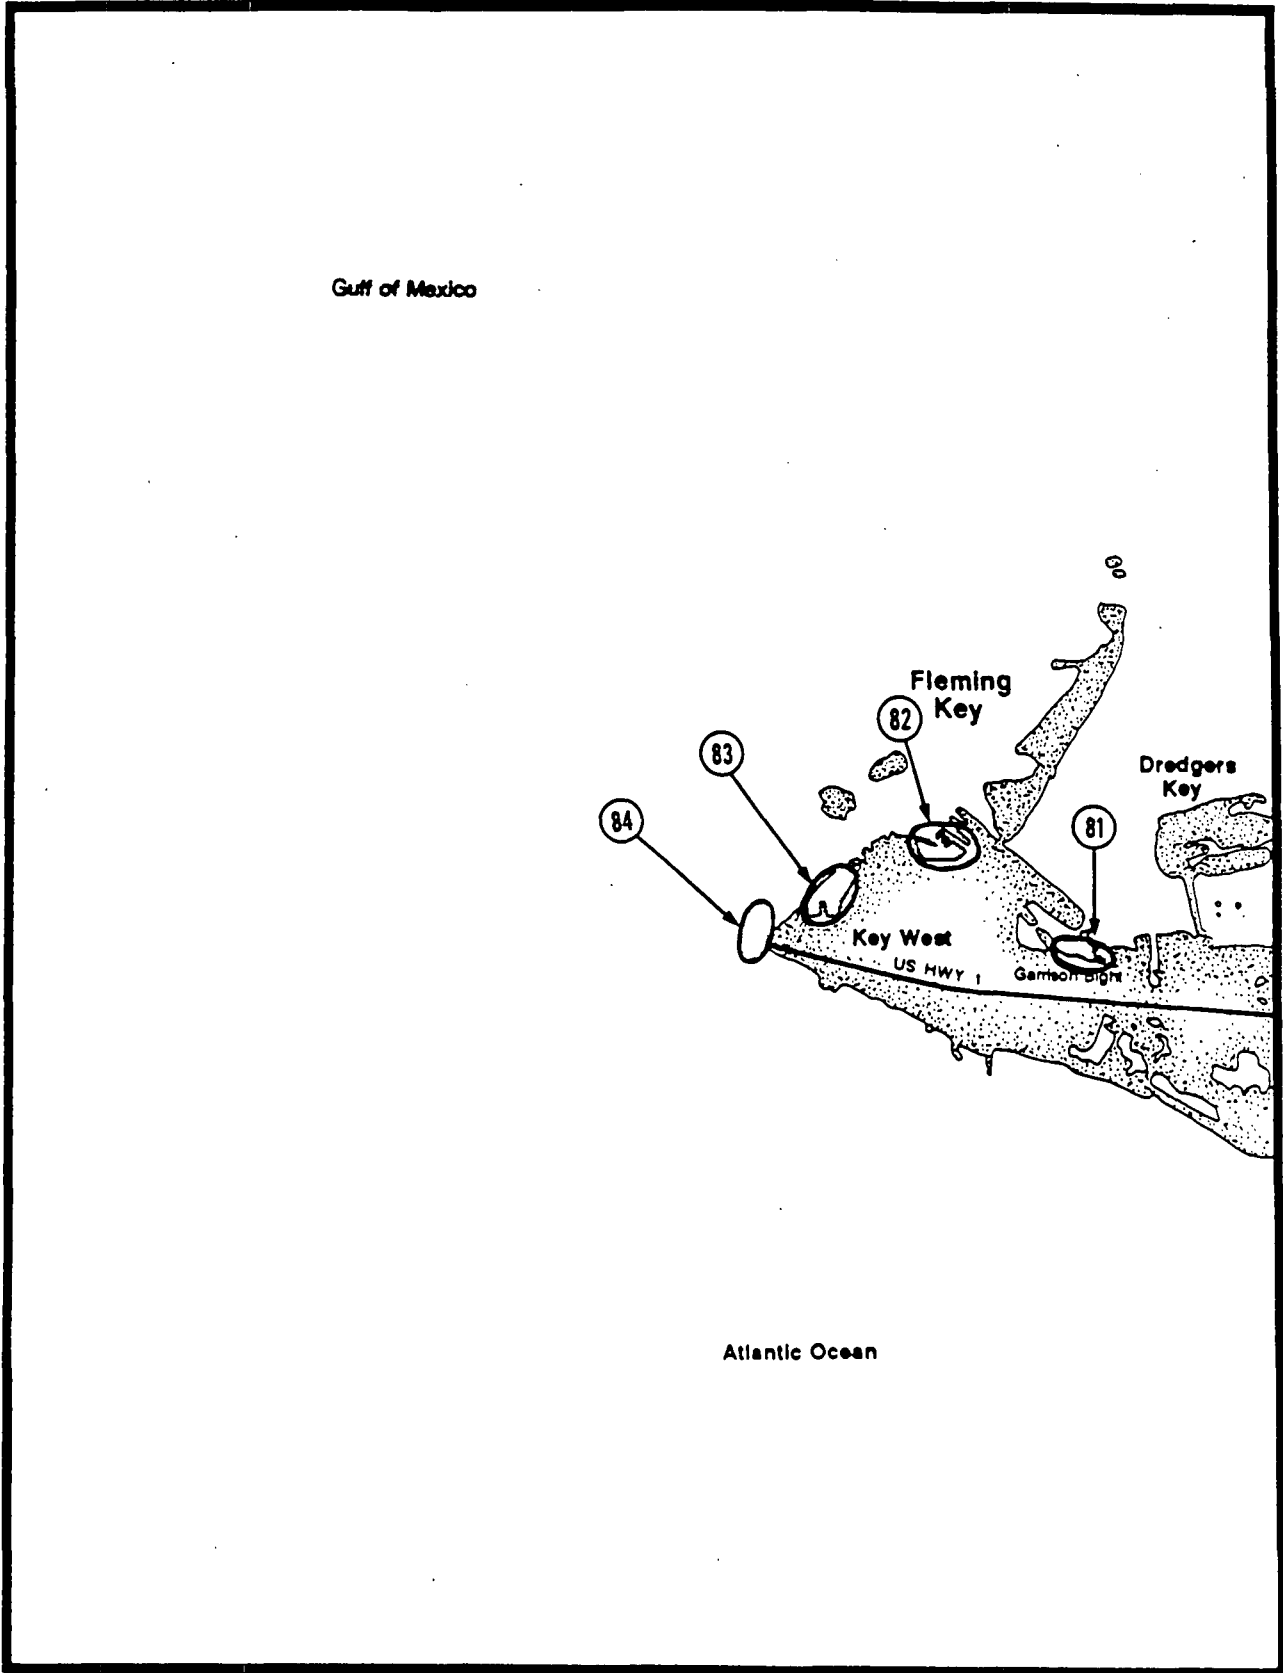 Gulf of Mexico
Fleming
Key
82
83
Dredgers
Key
84
81
Key West
US HWY 1
Garrison Bight
Atlantic Ocean